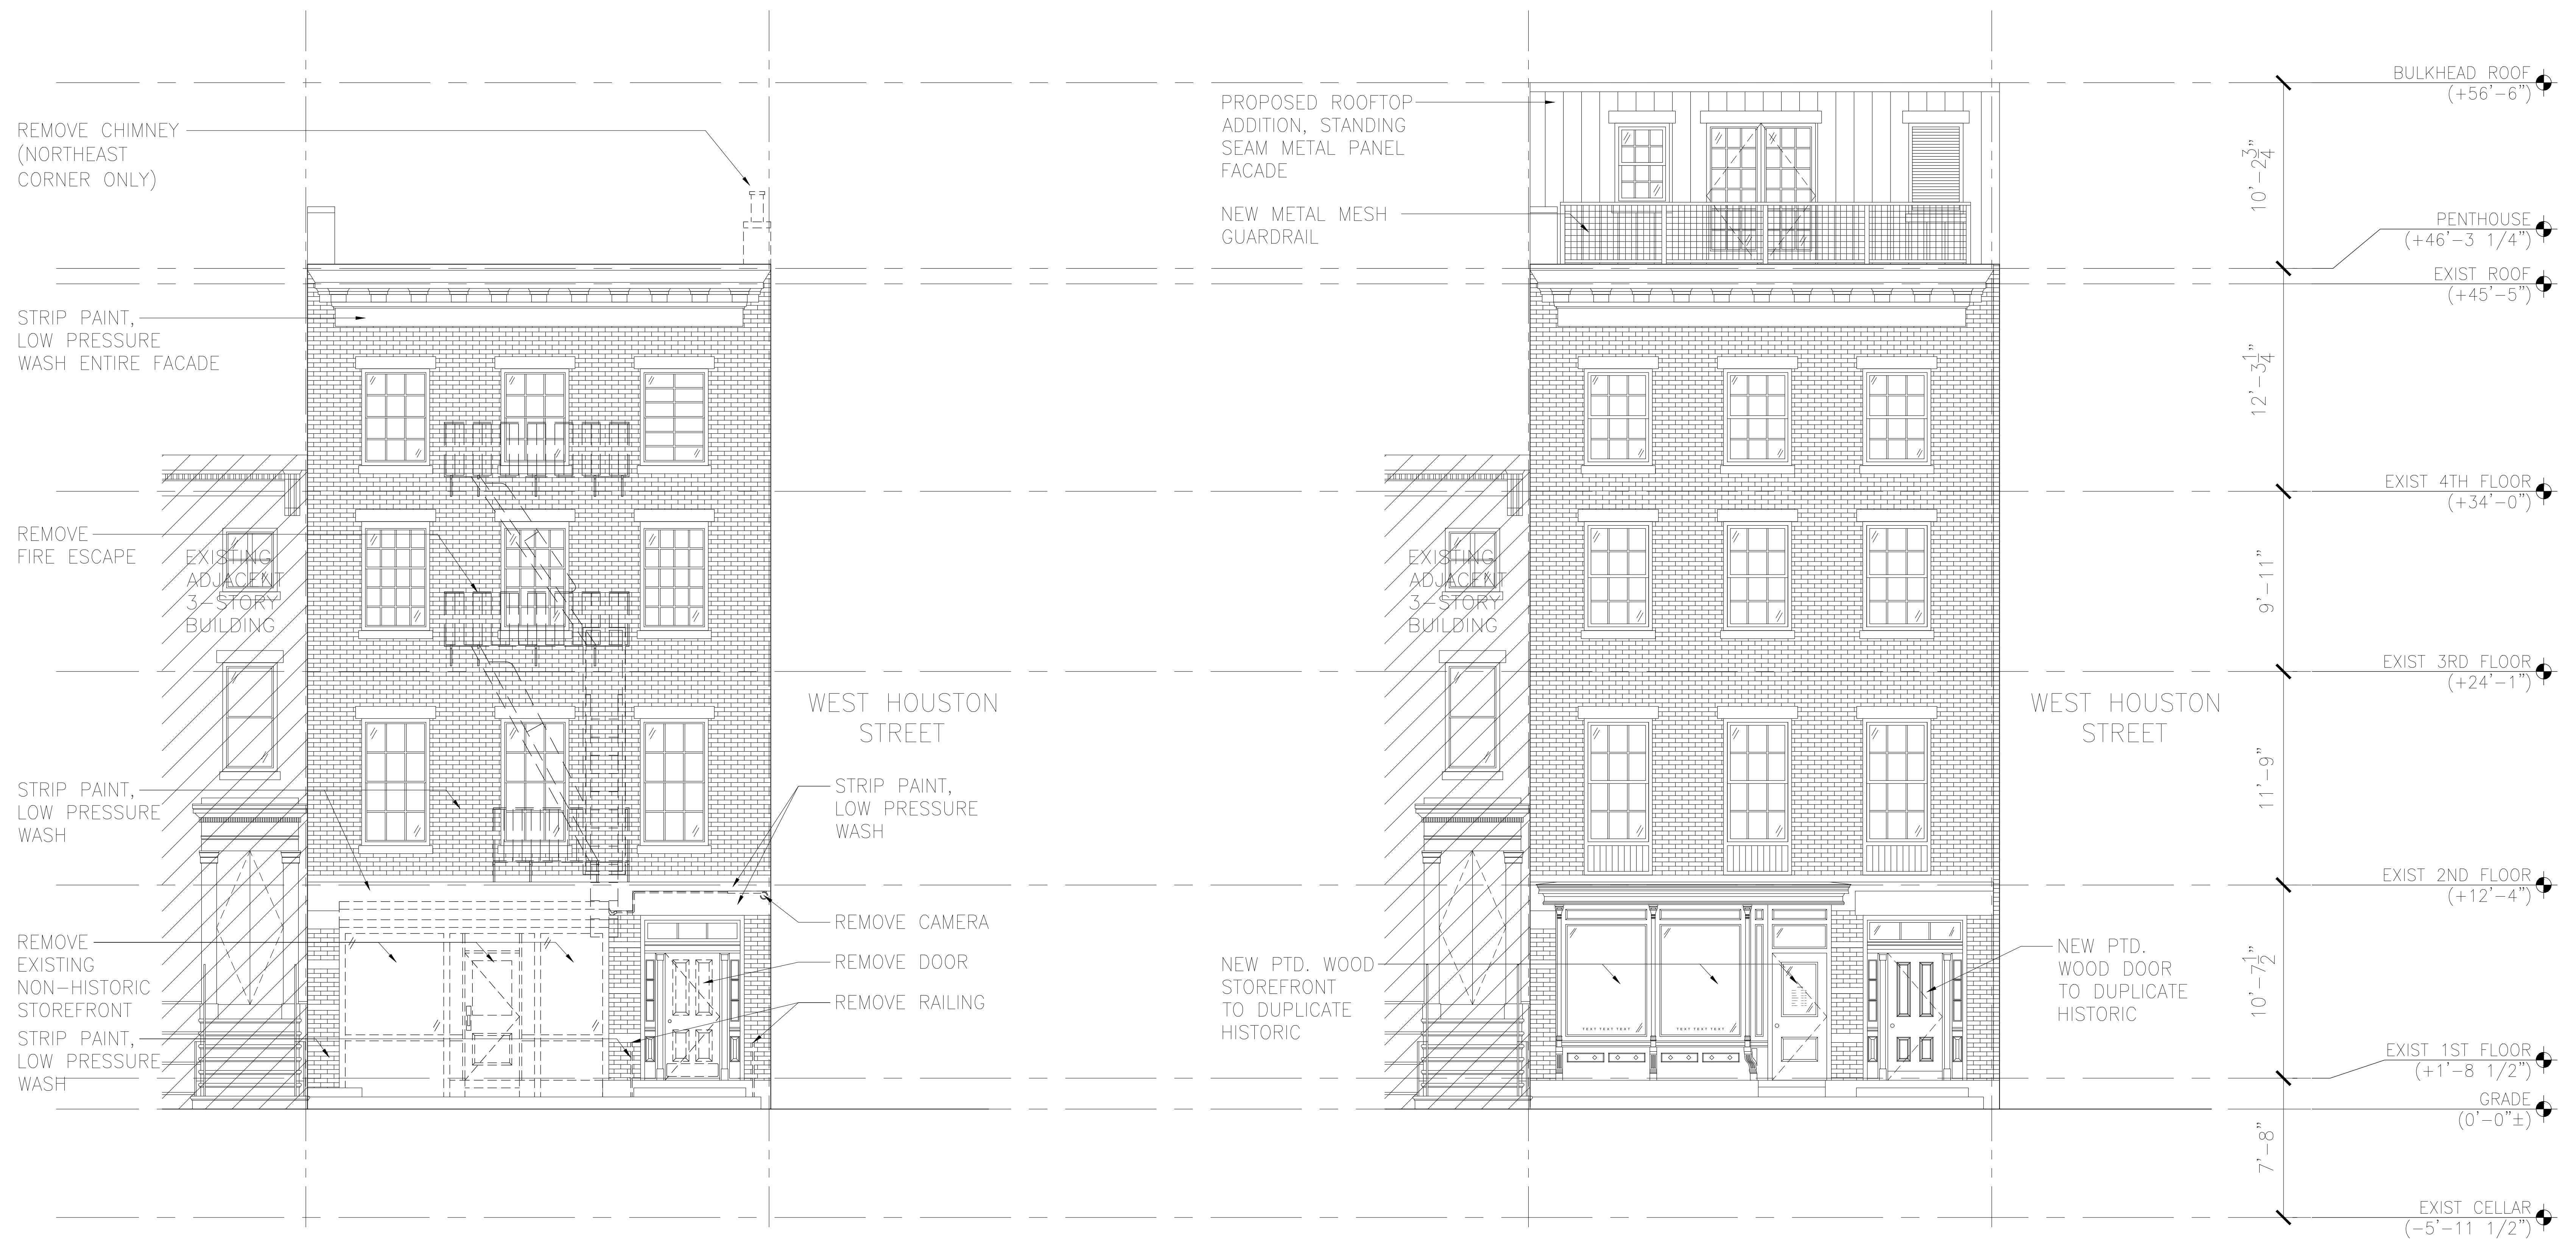 REMOVE CHIMNEY
(NORTHEAST
CORNER ONLY)
STRIP PAINT,
LOW PRESSURE
WASH ENTIRE FACADE
REMOVE
FIRE ESCAPE
EXISTING
ADJACENT
3-STORY
BUILDING
STRIP PAINT,
LOW PRESSURE
WASH
REMOVE
EXISTING
NON-HISTORIC
STOREFRONT
STRIP PAINT,
LOW PRESSURE
WASH
WEST HOUSTON
STREET
STRIP PAINT,
LOW PRESSURE
WASH
REMOVE CAMERA
REMOVE DOOR
REMOVE RAILING
PROPOSED ROOFTOP
ADDITION, STANDING
SEAM METAL PANEL
FACADE
NEW METAL MESH
GUARDRAIL
EXISTING
ADJACENT
3-STORY
BUILDING
NEW PTD. WOOD
STOREFRONT
TO DUPLICATE
HISTORIC
TEXT TEXT TEXT
TEXT TEXT TEXT
WEST HOUSTON
STREET
NEW PTD.
WOOD DOOR
TO DUPLICATE
HISTORIC
10'-2 3/4"
12'-3 1/4"
9'-11"
11'-9"
10'-7 1/2"
7'-8"
BULKHEAD ROOF
(+56'-6")
PENTHOUSE
(+46'-3 1/4")
EXIST ROOF
(+45'-5")
EXIST 4TH FLOOR
(+34'-0")
EXIST 3RD FLOOR
(+24'-1")
EXIST 2ND FLOOR
(+12'-4")
EXIST 1ST FLOOR
(+1'-8 1/2")
GRADE
(0'-0"±)
EXIST CELLAR
(-5'-11 1/2")